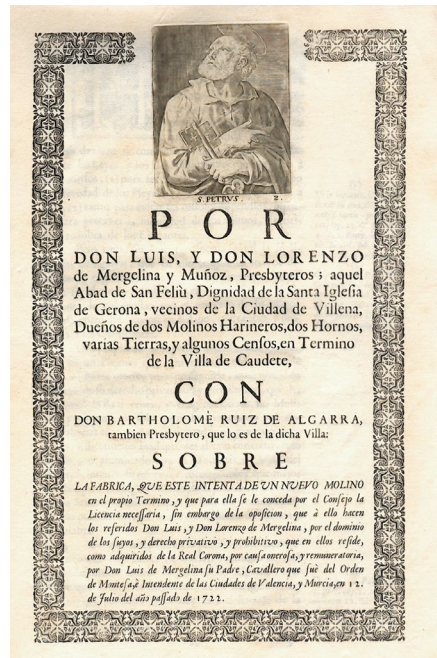 S. PETRVS. 2.
POR
DON LUIS, Y DON LORENZO
de Mergelina y Muñoz, Presbyteros; aquel
Abad de San Feliù, Dignidad de la Santa Iglesia
de Gerona, vecinos de la Ciudad de Villena,
Dueños de dos Molinos Harineros, dos Hornos,
varias Tierras, y algunos Censos, en Termino
de la Villa de Caudete,
CON
DON BARTHOLOMÈ RUIZ DE ALGARRA,
tambien Presbytero, que lo es de la dicha Villa:
SOBRE
LA FABRICA, QUE ESTE INTENTA DE UN NUEVO MOLINO
en el propio Termino, y que para ella se le conceda por el Consejo la
Licencia necessaria, sin embargo de la oposicion, que à ello hacen
los referidos Don Luis, y Don Lorenzo de Mergelina, por el dominio
de los suyos, y derecho privativo, y prohibitivo, que en ellos reside,
como adquiridos de la Real Corona, por causa onerosa, y remuneratoria,
por Don Luis de Mergelina su Padre, Cavallero que fuè del Orden
de Montesa, è Intendente de las Ciudades de Valencia, y Murcia, en 12.
de Julio del año passado de 1722.